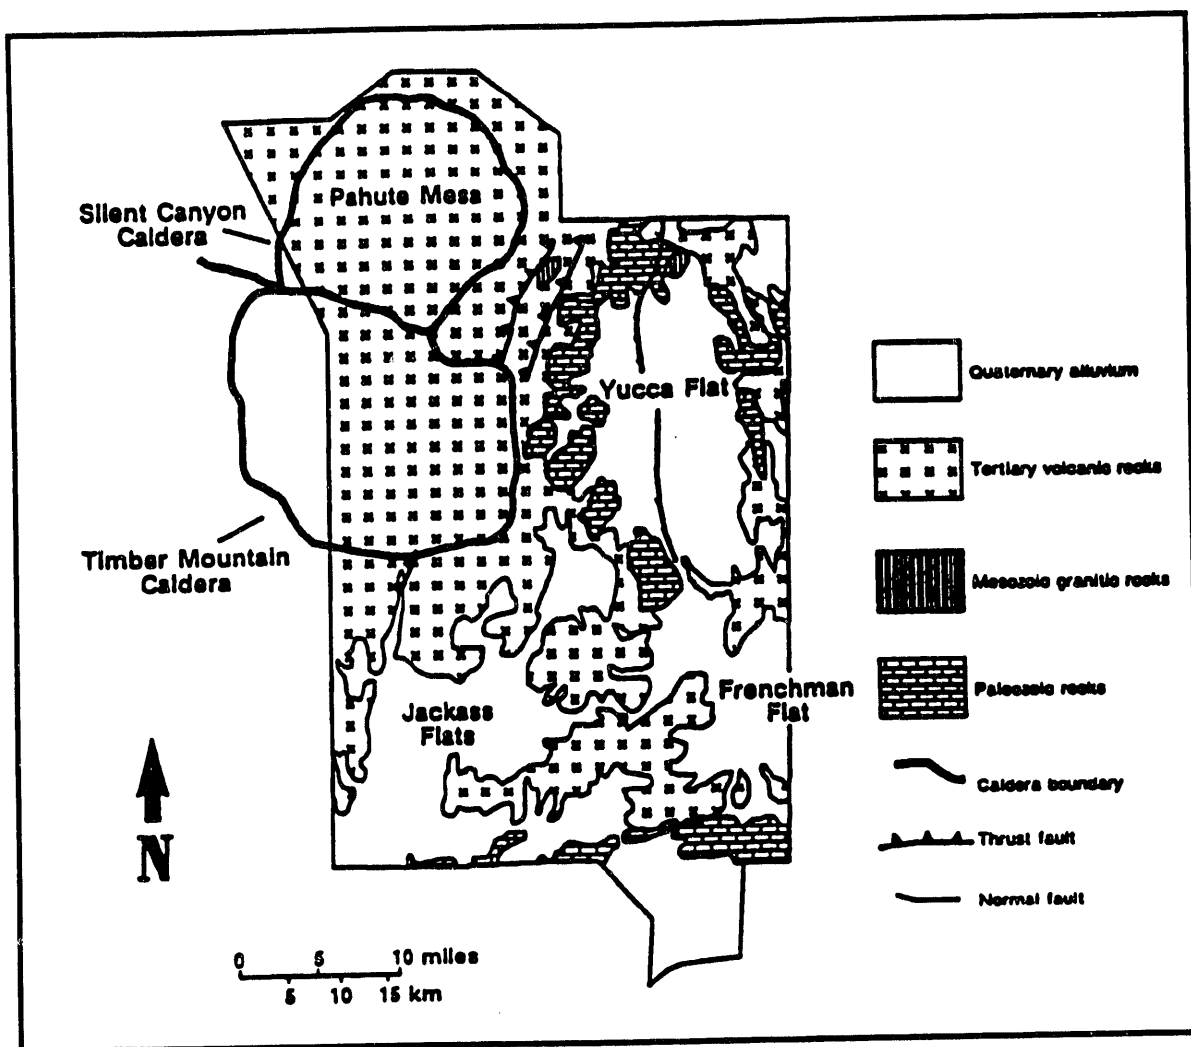 Pahute Mesa
Silent Canyon
Caldera
Yucca Flat
Timber Mountain
Caldera
Frenchman
Flat
Jackass
Flats
N
0 5 10 miles
5 10 15 km
Quaternary alluvium
Tertiary volcanic rocks
Mesozoic granitic rocks
Paleozoic rocks
Caldera boundary
Thrust fault
Normal fault